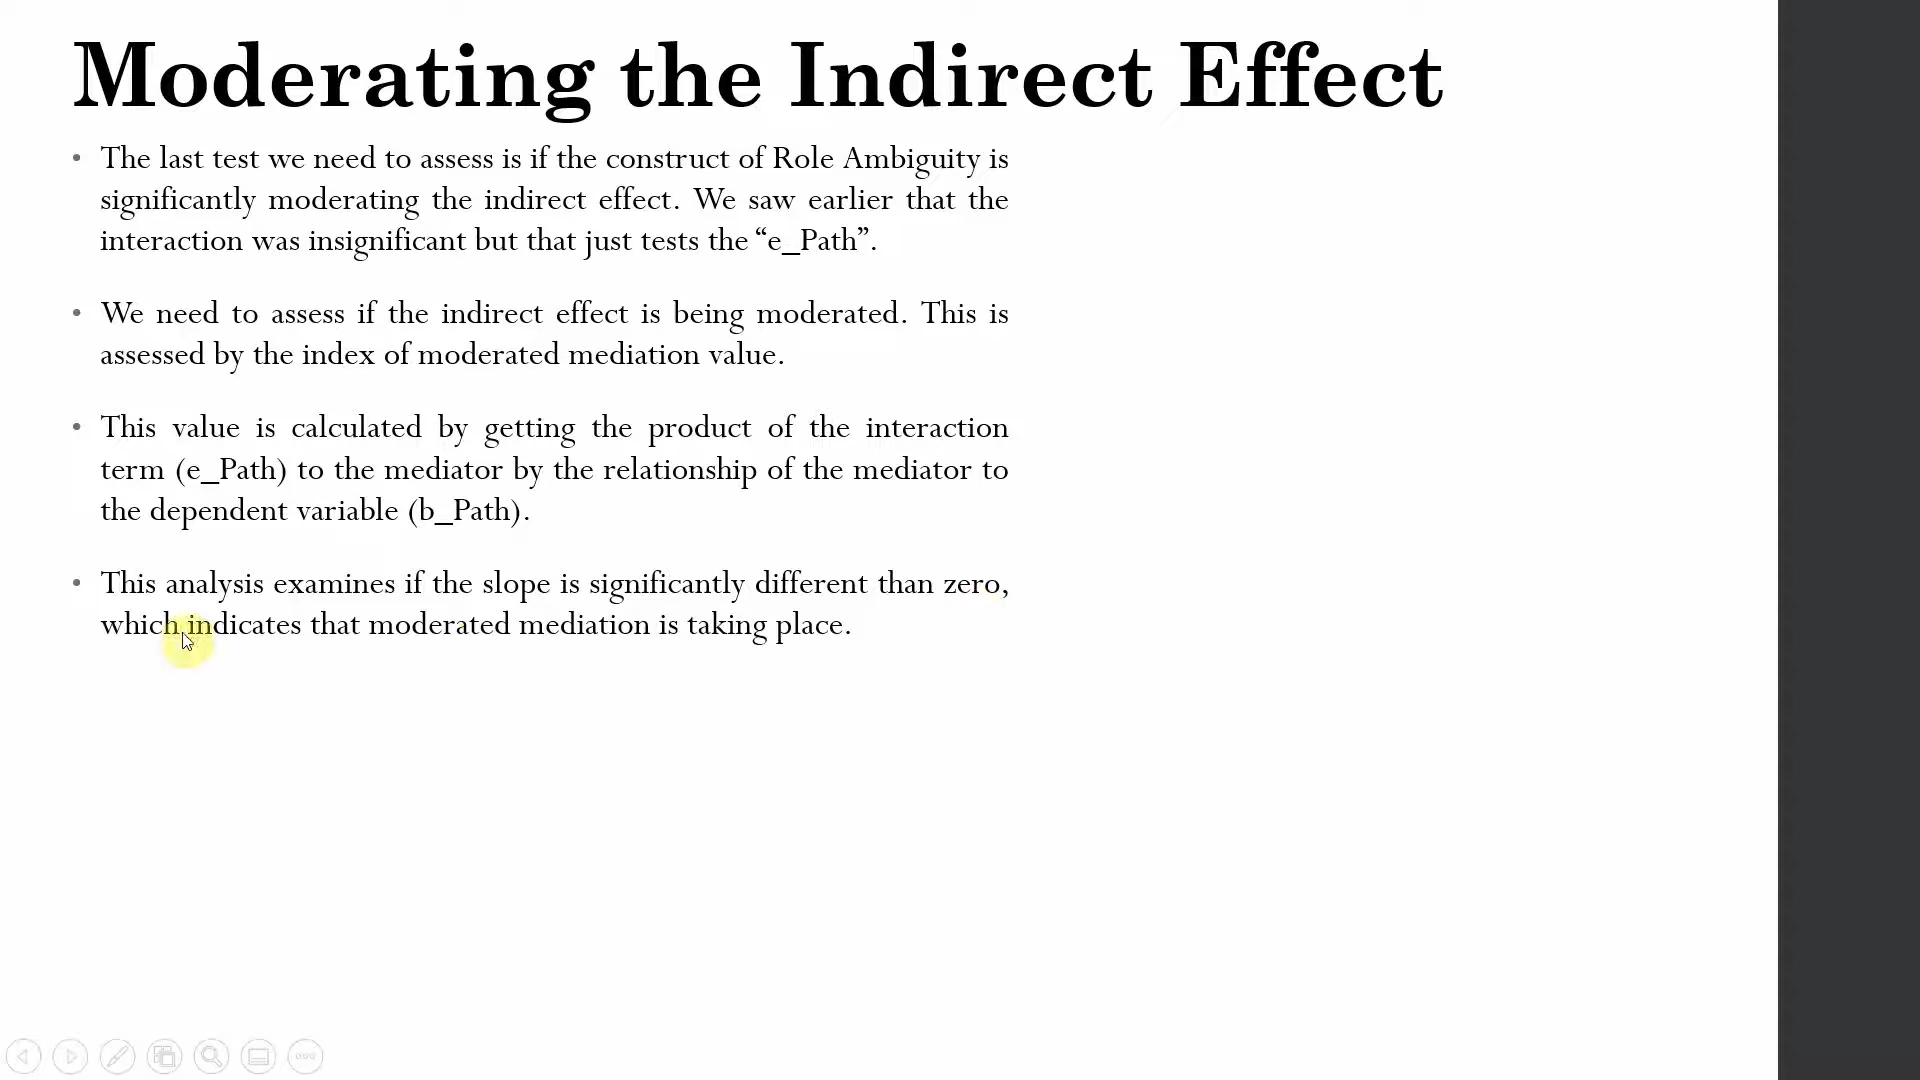 Moderating the Indirect Effect
• The last test we need to assess is if the construct of Role Ambiguity is
significantly moderating the indirect effect. We saw earlier that the
interaction was insignificant but that just tests the “e_Path”.
• We need to assess if the indirect effect is being moderated. This is
assessed by the index of moderated mediation value.
• This value is calculated by getting the product of the interaction
term (e_Path) to the mediator by the relationship of the mediator to
the dependent variable (b_Path).
• This analysis examines if the slope is significantly different than zero,
which indicates that moderated mediation is taking place.